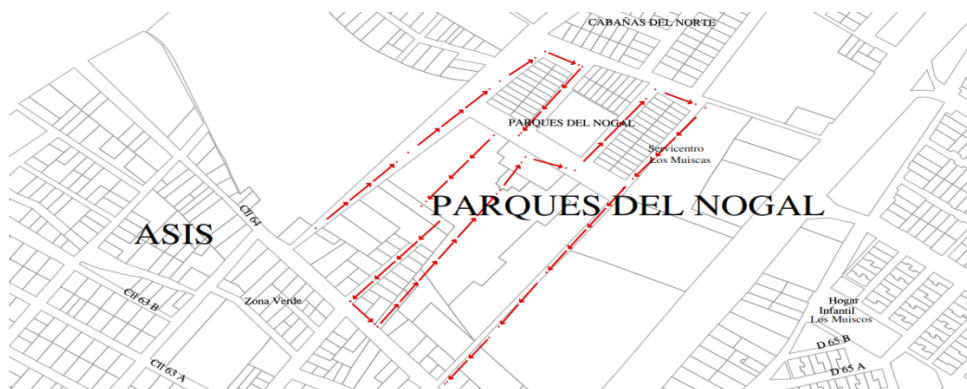 CABAÑAS DEL NORTE
PARQUES DEL NOGAL
Servicentro
Los Muiscas
PARQUES DEL NOGAL
Cll 64
ASIS
Cll 63 B
Zona Verde
Hogar
Infantil
Los Muiscos
D 65 B
D 65 A
Cll 63 A